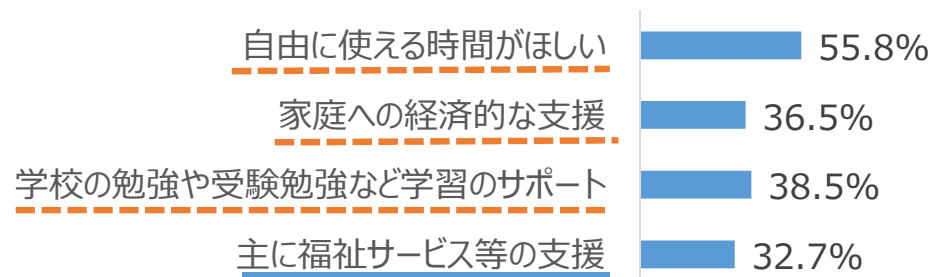 自由に使える時間がほしい 55.8%
家庭への経済的な支援 36.5%
学校の勉強や受験勉強など学習のサポート 38.5%
主に福祉サービス等の支援 32.7%